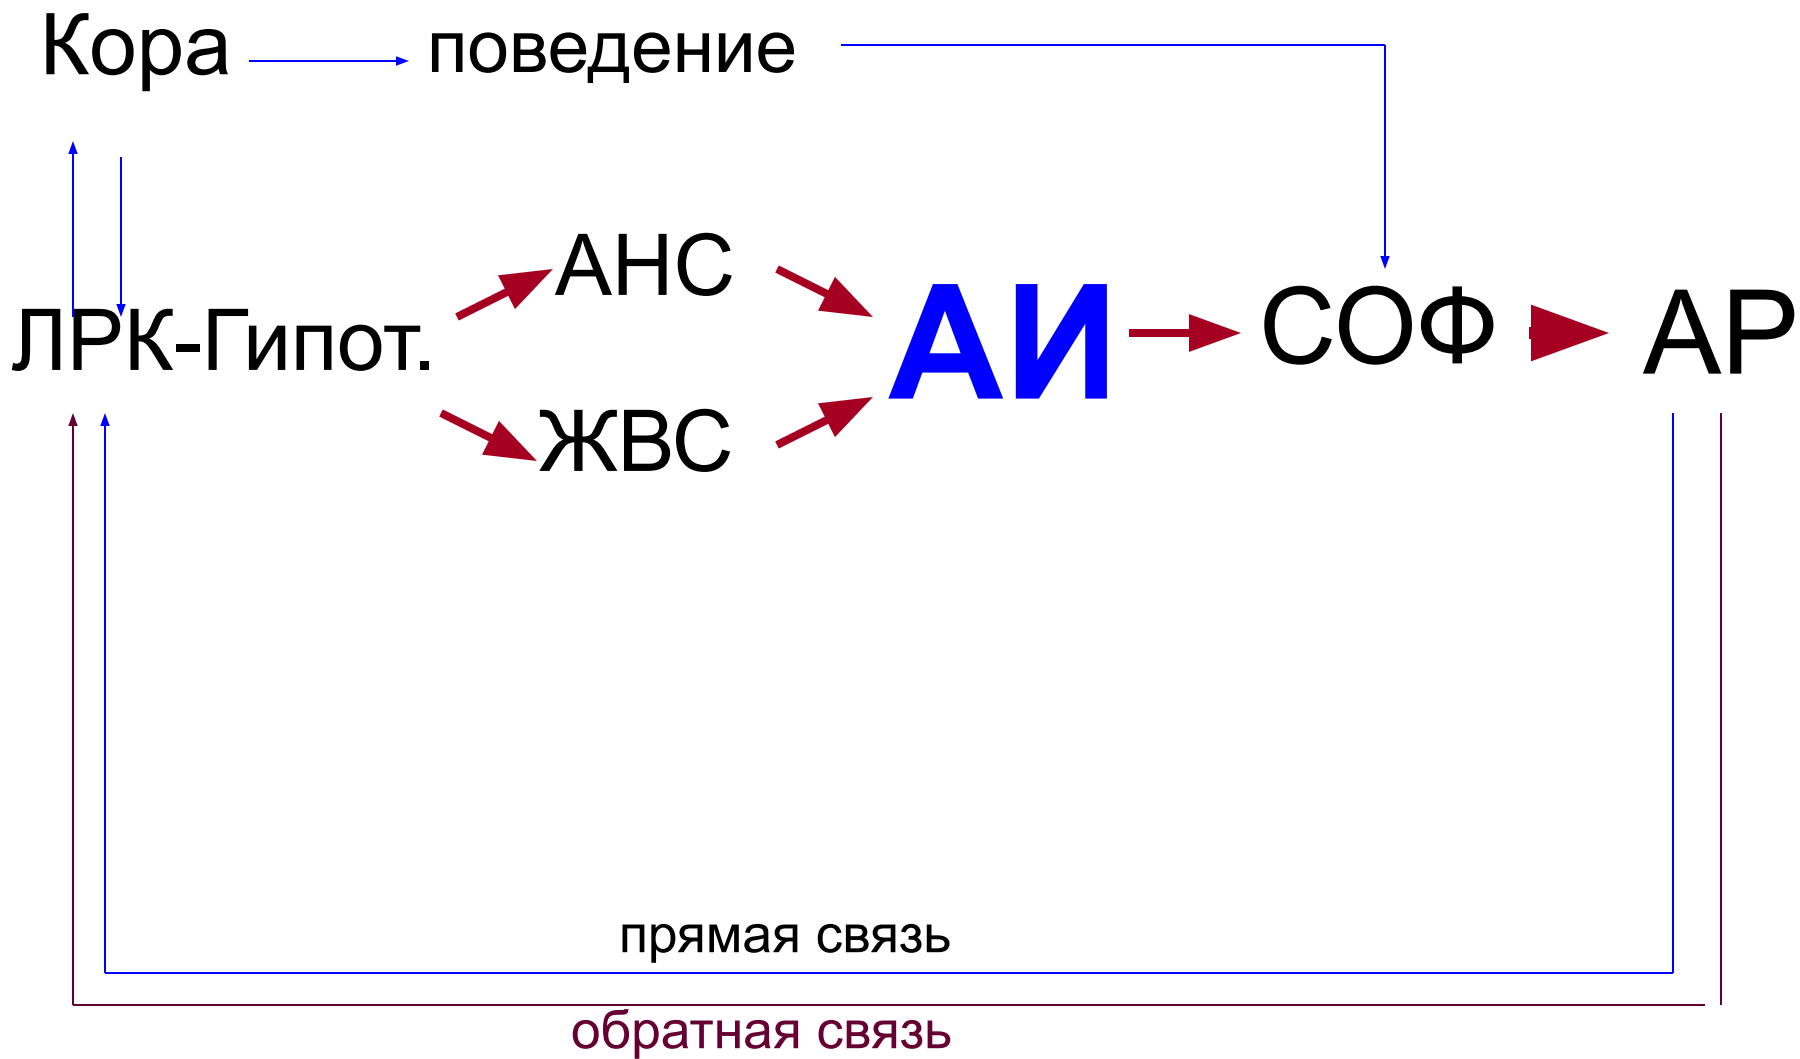 Кора
поведение
ЛРК-Гипот.
АНС
ЖВС
АИ
СОФ
АР
прямая связь
обратная связь